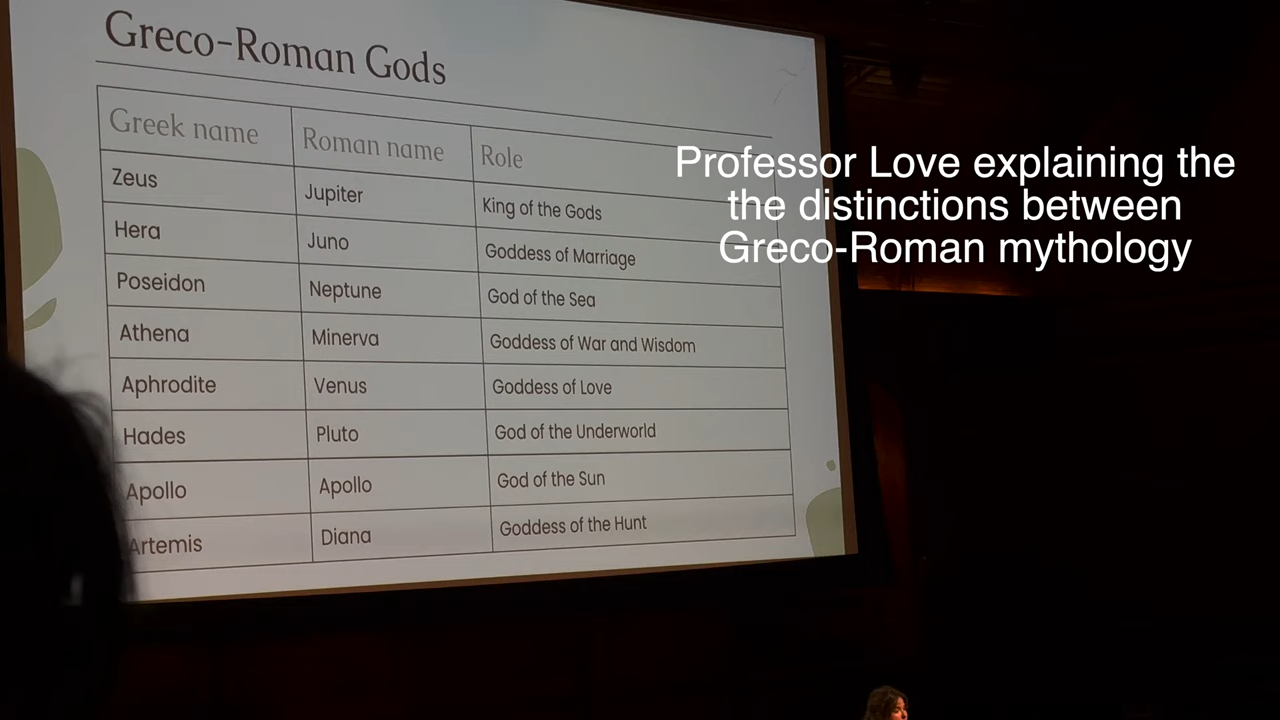 Greco-Roman Gods
Greek name Roman name Role
Zeus Jupiter King of the Gods
Hera Juno Goddess of Marriage
Poseidon Neptune God of the Sea
Athena Minerva Goddess of War and Wisdom
Aphrodite Venus Goddess of Love
Hades Pluto God of the Underworld
Apollo Apollo God of the Sun
Artemis Diana Goddess of the Hunt
Professor Love explaining the
the distinctions between
Greco-Roman mythology